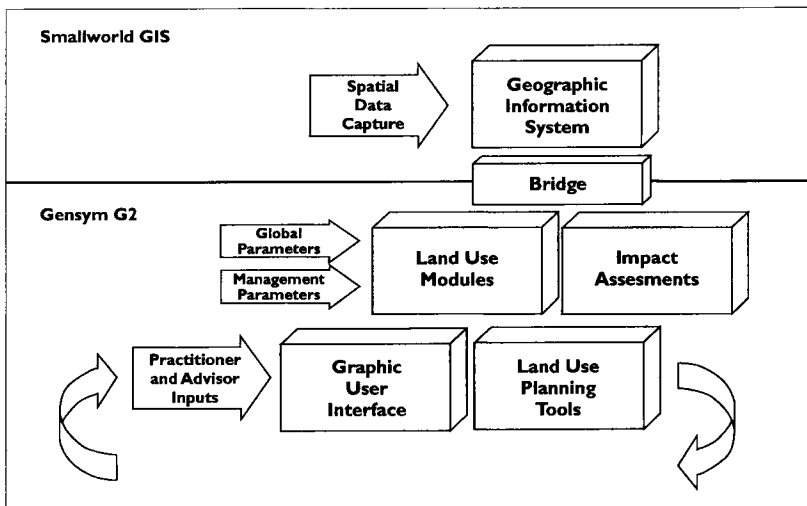 Smallworld GIS
Spatial
Data
Capture
Geographic
Information
System
Bridge
Gensym G2
Global
Parameters
Management
Parameters
Land Use
Modules
Impact
Assesments
Practitioner
and Advisor
Inputs
Graphic
User
Interface
Land Use
Planning
Tools